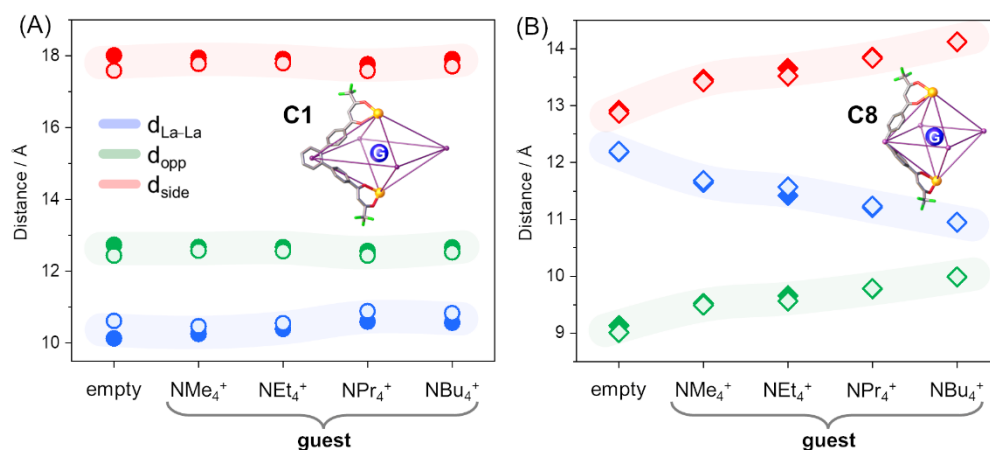 (A)
Distance / Å
18
16
14
12
10
d_La-La
d_opp
d_side
C1
G
empty NMe₄⁺ NEt₄⁺ NPr₄⁺ NBu₄⁺
guest
(B)
Distance / Å
14
13
12
11
10
9
C8
G
empty NMe₄⁺ NEt₄⁺ NPr₄⁺ NBu₄⁺
guest